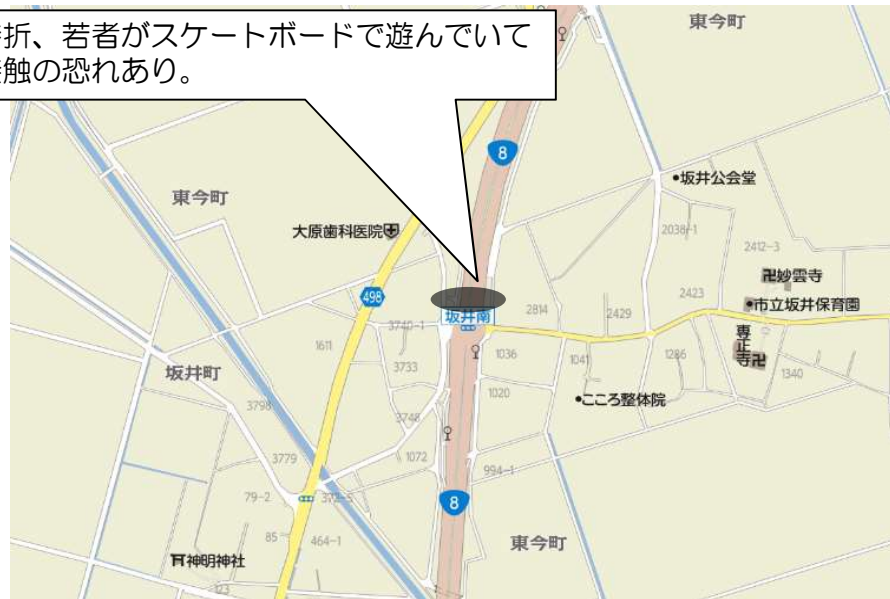 折、若者がスケートボードで遊んでいて
触の恐れあり。
東今町
8
坂井公会堂
東今町
大原歯科医院
2038-1
2412-3
卍妙雲寺
498
坂井南
2814
2429
2423
市立坂井保育園
3740-1
1611
専正寺卍
3733
1036
1041
1286
1340
坂井町
1020
こころ整体院
3798
3748
3779
1072
994-1
79-2
372-5
8
85
464-1
東今町
神明神社
123